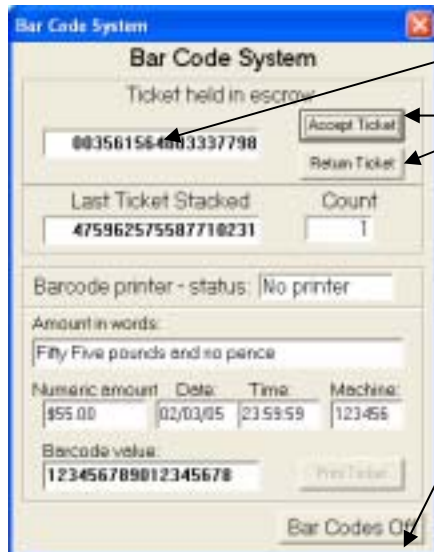 Bar Code System
Bar Code System
Ticket held in escrow
Accept Ticket
Return Ticket
Last Ticket Stacked Count
475962575587710231 1
Barcode printer - status: No printer
Amount in words:
Fifty Five pounds and no pence
Numeric amount Date: Time: Machine:
$55.00 02/03/05 23:59:59 123456
Barcode value:
123456789012345678 Print Ticket
Bar Codes Off